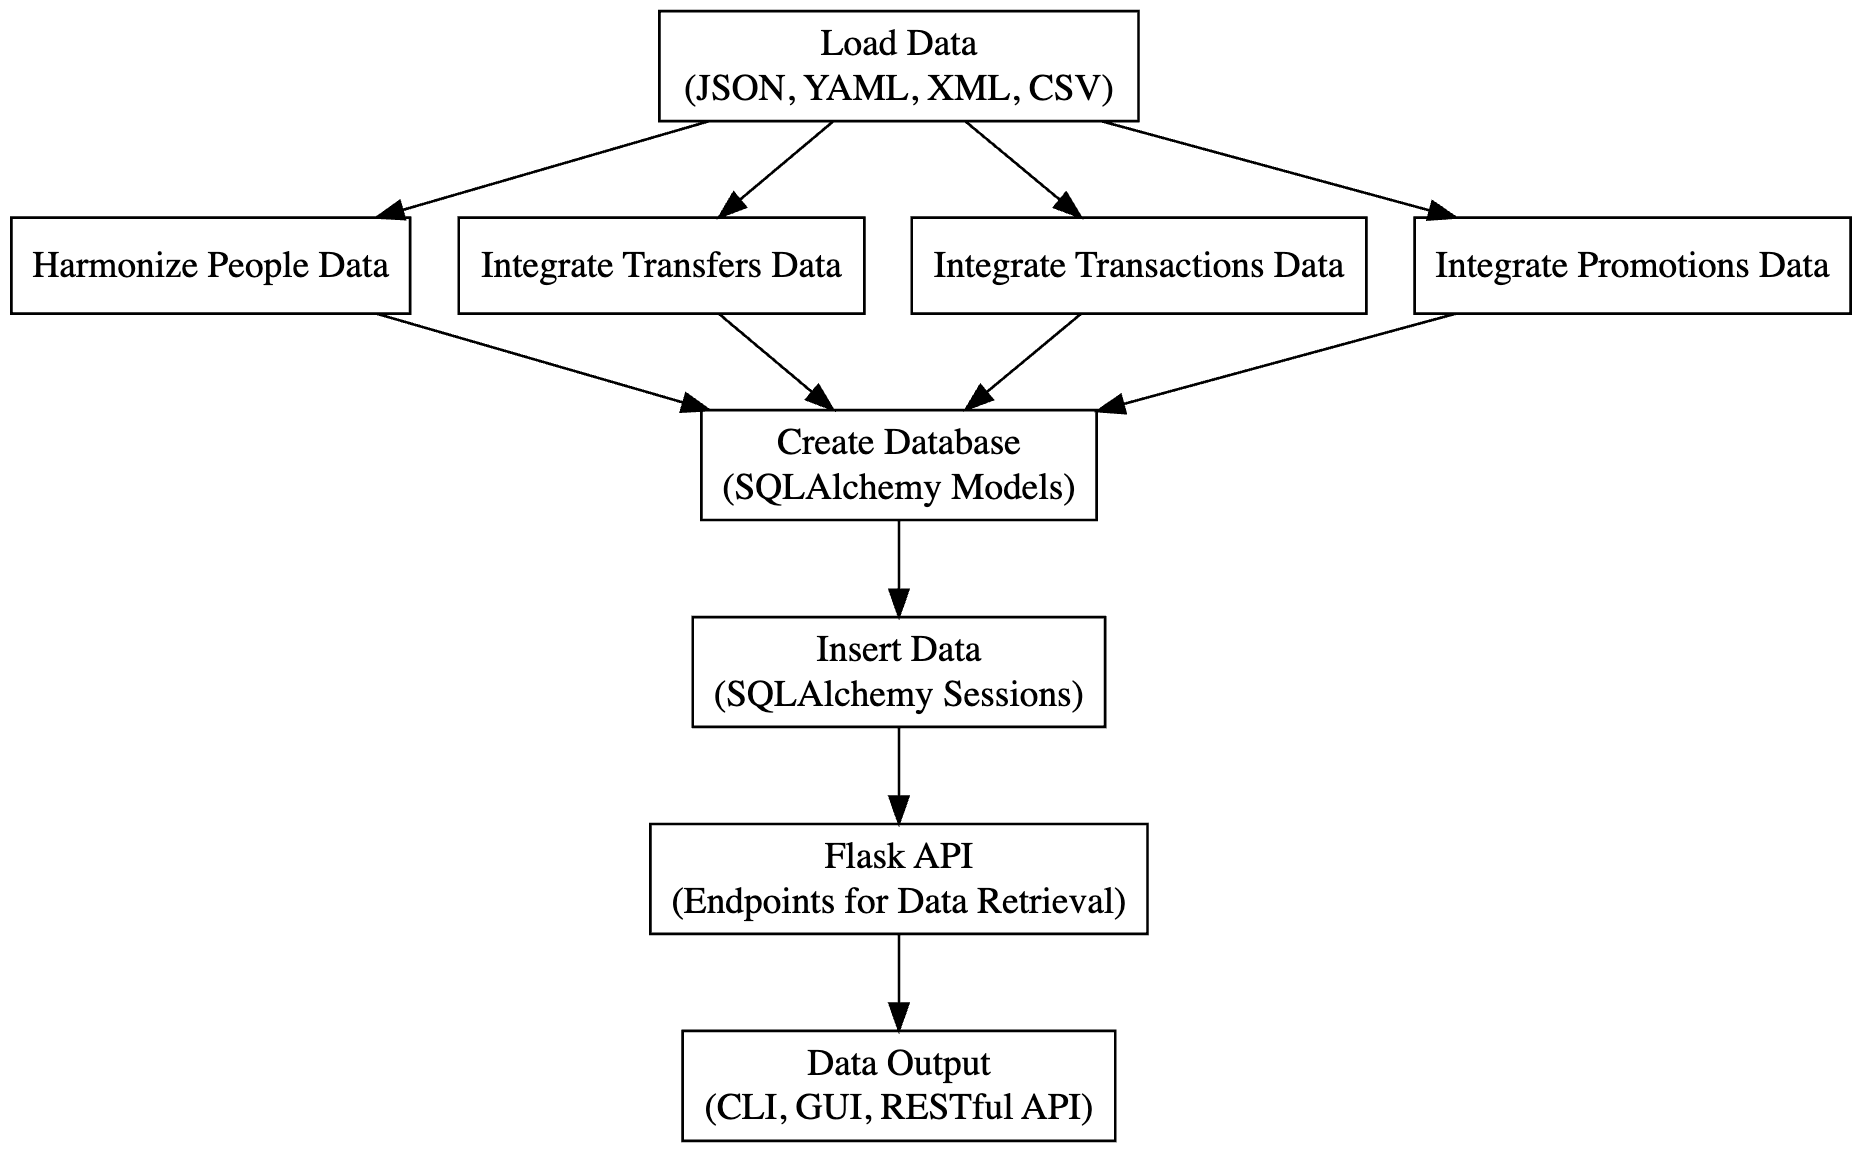 Load Data
(JSON, YAML, XML, CSV)
Harmonize People Data
Integrate Transfers Data
Integrate Transactions Data
Integrate Promotions Data
Create Database
(SQLAlchemy Models)
Insert Data
(SQLAlchemy Sessions)
Flask API
(Endpoints for Data Retrieval)
Data Output
(CLI, GUI, RESTful API)